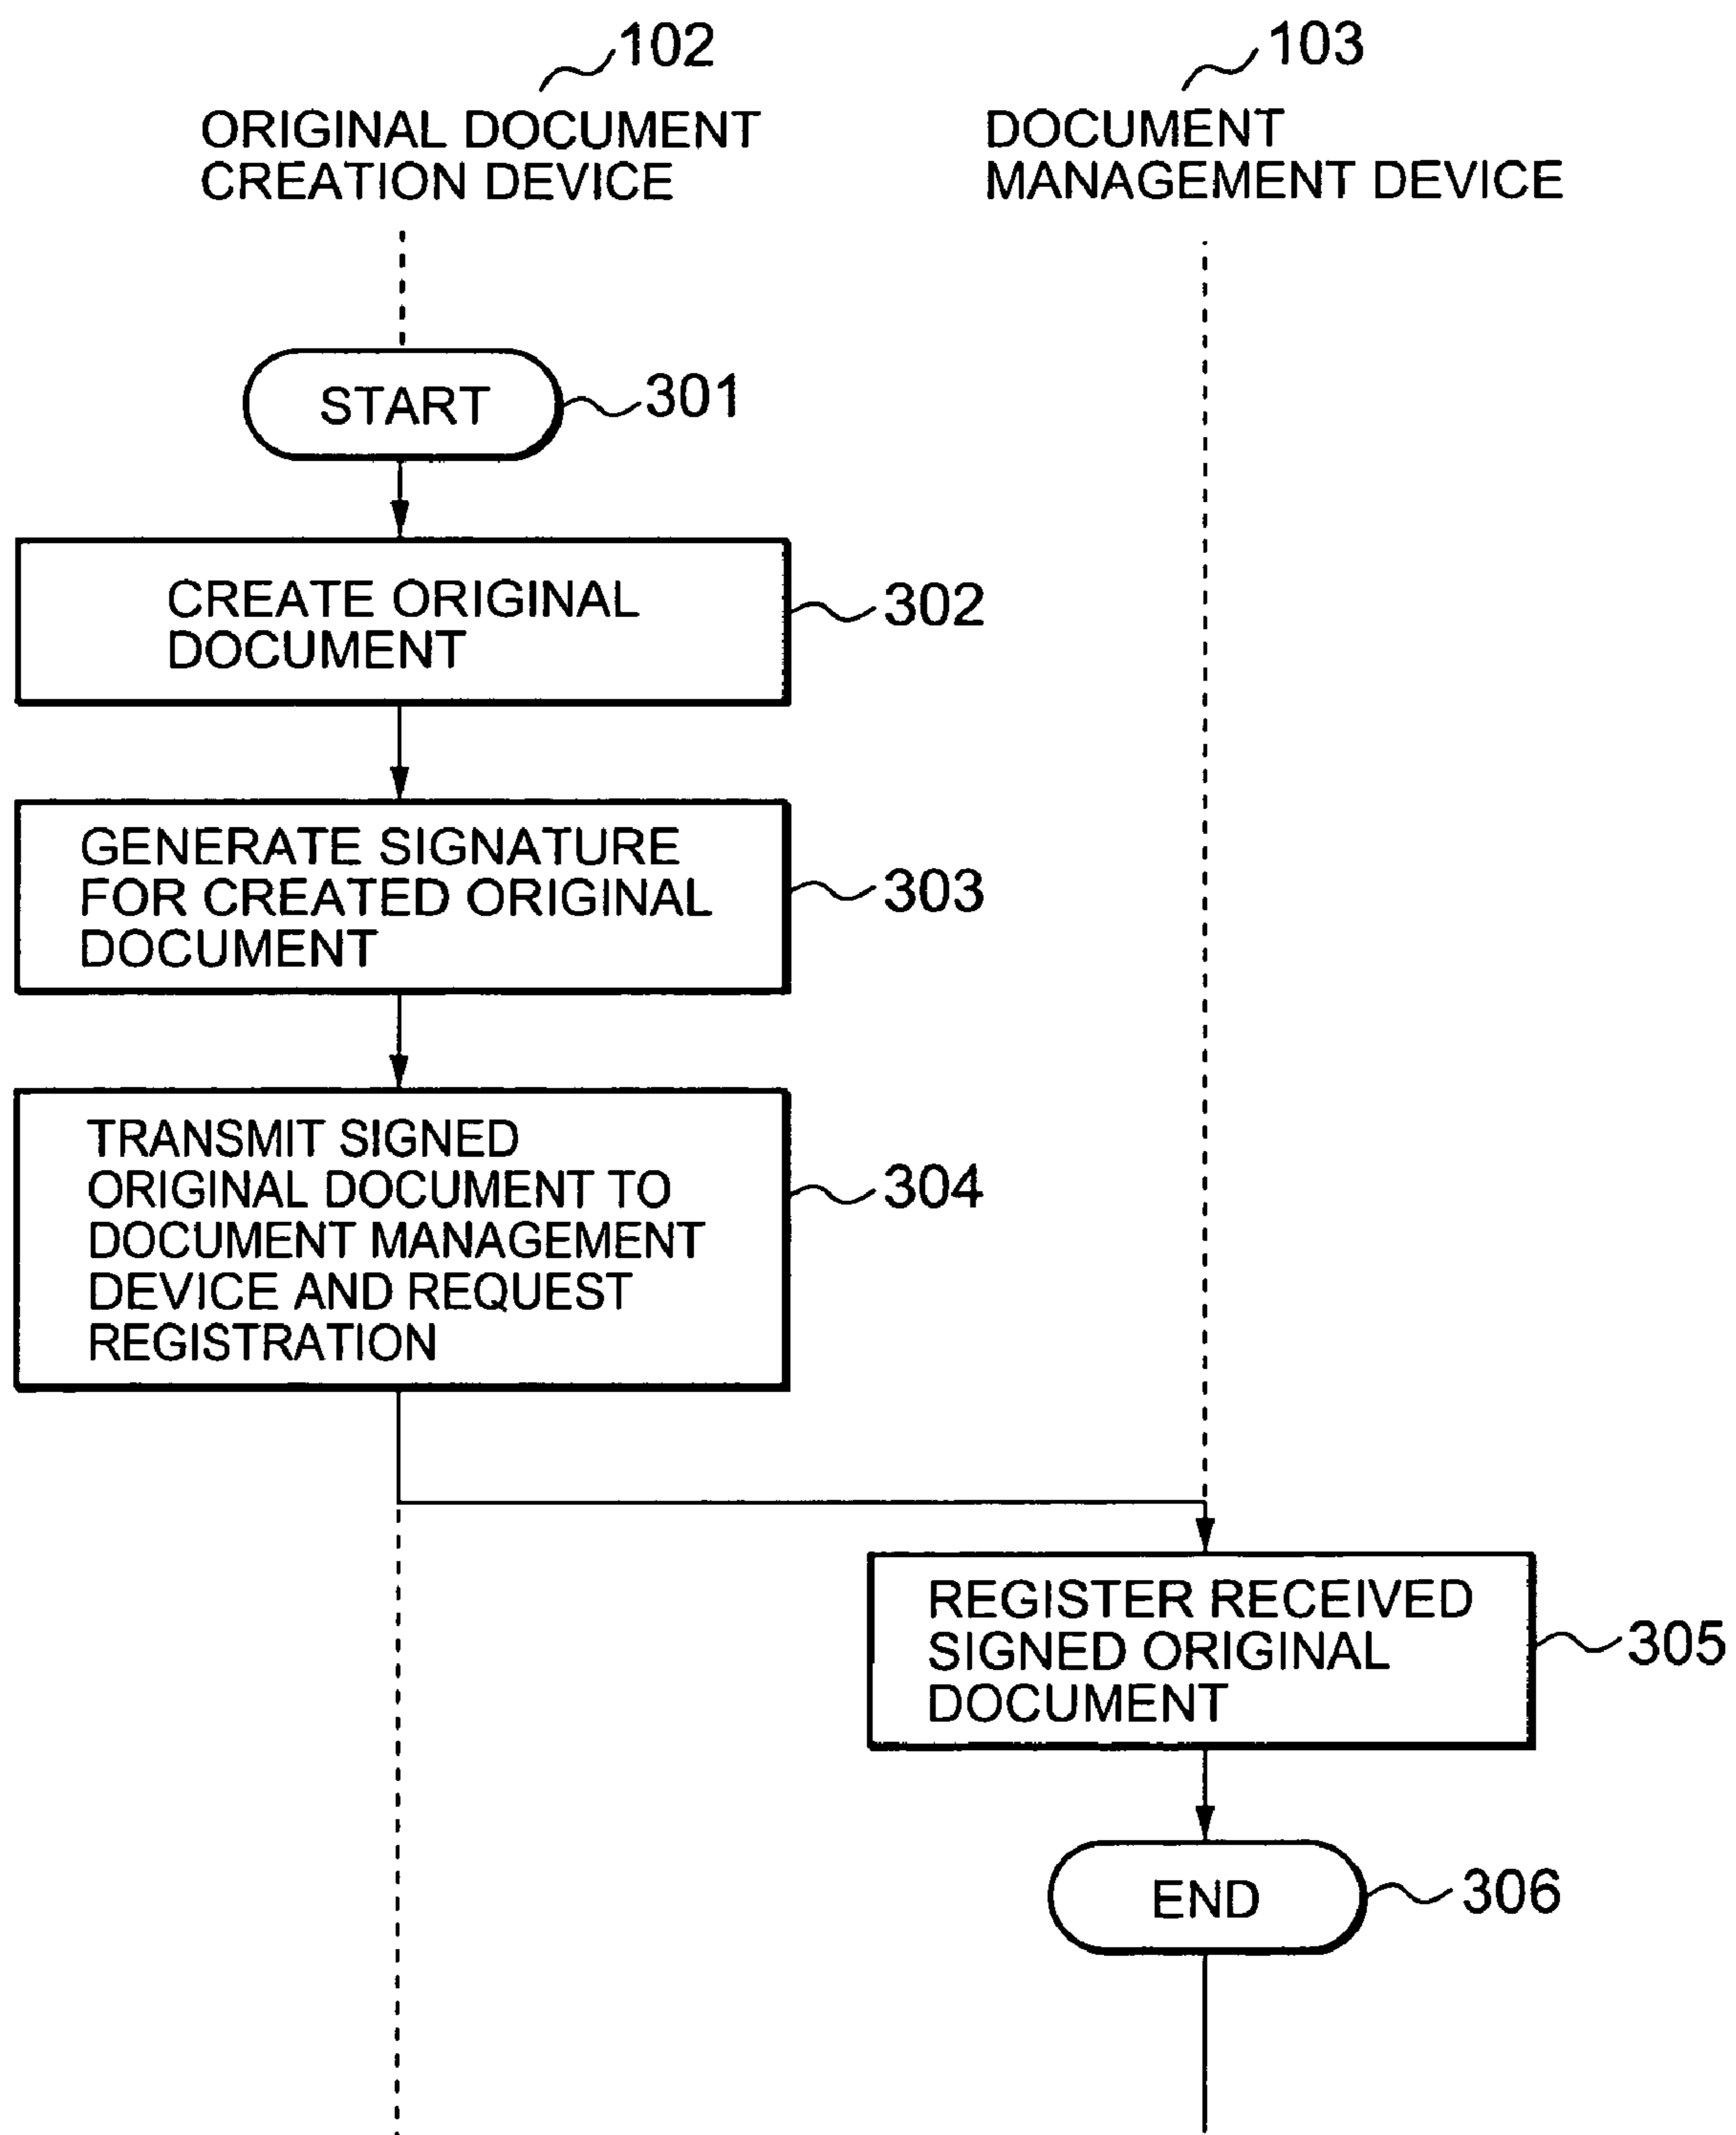 102
ORIGINAL DOCUMENT
CREATION DEVICE
103
DOCUMENT
MANAGEMENT DEVICE
START
301
CREATE ORIGINAL
DOCUMENT
302
GENERATE SIGNATURE
FOR CREATED ORIGINAL
DOCUMENT
303
TRANSMIT SIGNED
ORIGINAL DOCUMENT TO
DOCUMENT MANAGEMENT
DEVICE AND REQUEST
REGISTRATION
304
REGISTER RECEIVED
SIGNED ORIGINAL
DOCUMENT
305
END
306